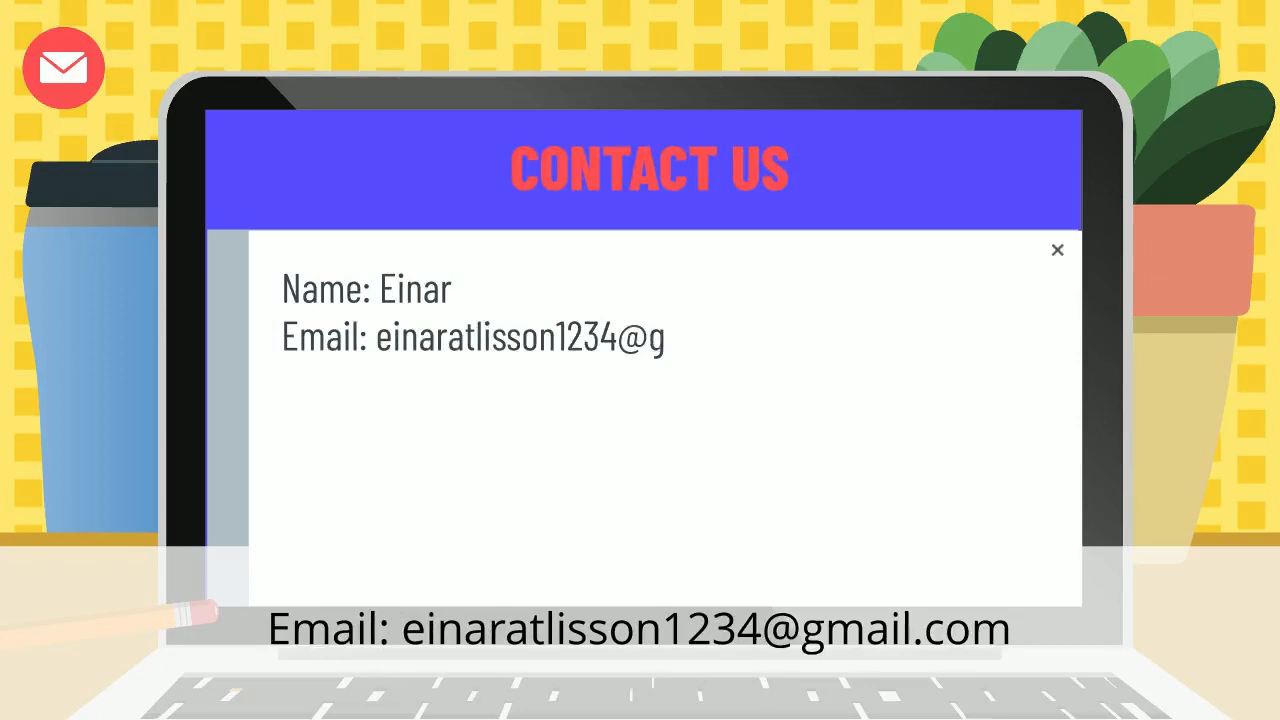 CONTACT US
×
Name: Einar
Email: einaratlisson1234@g
Email: einaratlisson1234@gmail.com